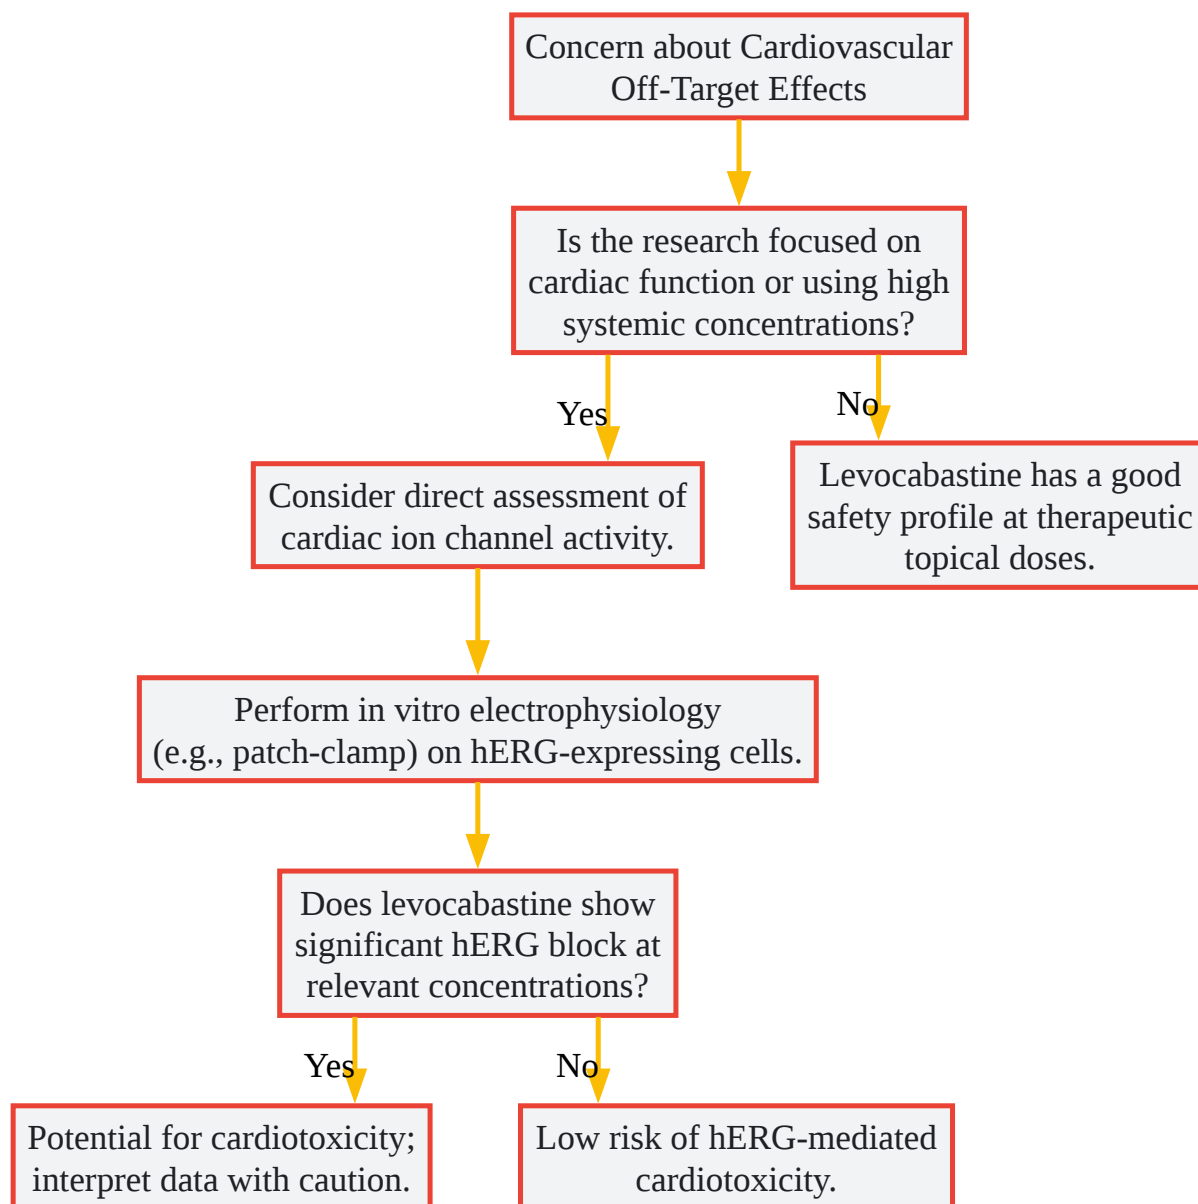 Concern about Cardiovascular
Off-Target Effects
Is the research focused on
cardiac function or using high
systemic concentrations?
Yes
No
Consider direct assessment of
cardiac ion channel activity.
Levocabastine has a good
safety profile at therapeutic
topical doses.
Perform in vitro electrophysiology
(e.g., patch-clamp) on hERG-expressing cells.
Does levocabastine show
significant hERG block at
relevant concentrations?
Yes
No
Potential for cardiotoxicity;
interpret data with caution.
Low risk of hERG-mediated
cardiotoxicity.